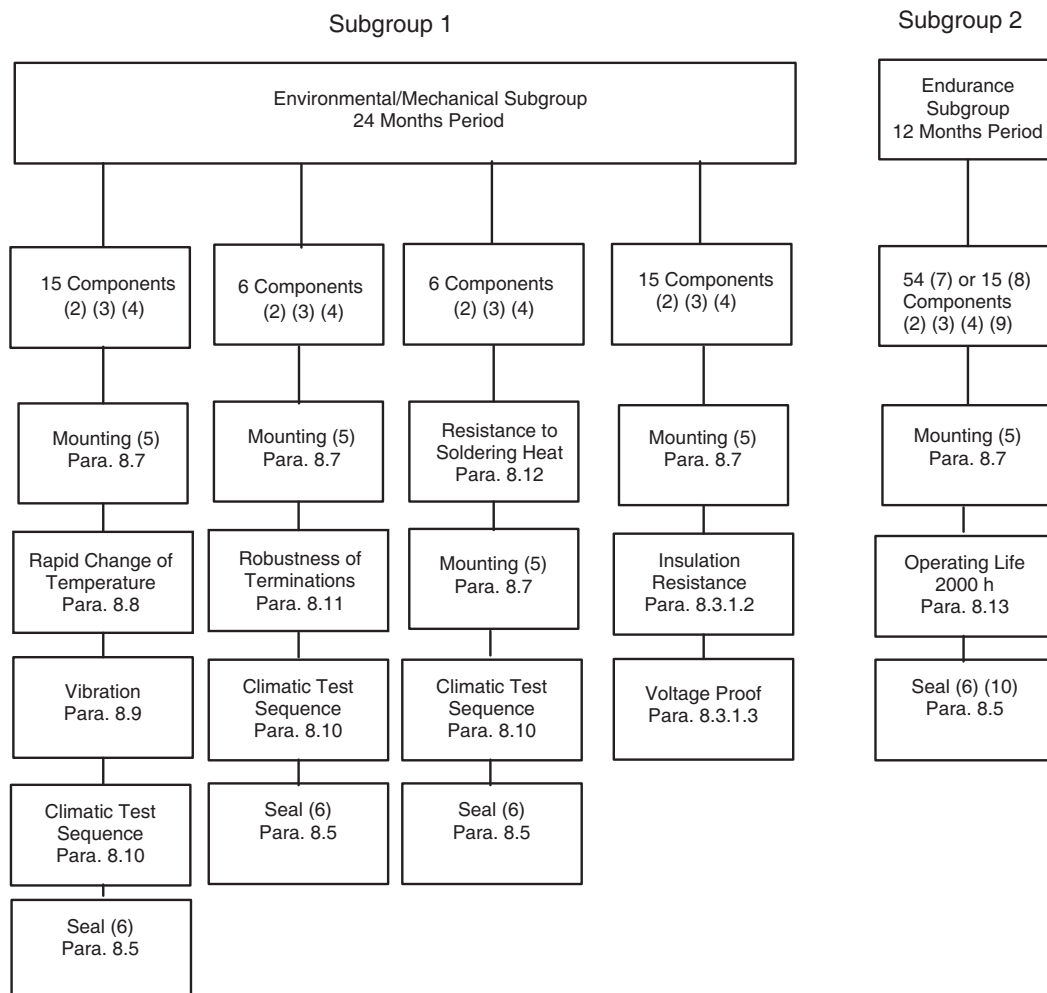 Subgroup 1
Subgroup 2
Environmental/Mechanical Subgroup
24 Months Period
Endurance
Subgroup
12 Months Period
15 Components
(2) (3) (4)
6 Components
(2) (3) (4)
6 Components
(2) (3) (4)
15 Components
(2) (3) (4)
54 (7) or 15 (8)
Components
(2) (3) (4) (9)
Mounting (5)
Para. 8.7
Mounting (5)
Para. 8.7
Resistance to
Soldering Heat
Para. 8.12
Mounting (5)
Para. 8.7
Mounting (5)
Para. 8.7
Rapid Change of
Temperature
Para. 8.8
Robustness of
Terminations
Para. 8.11
Mounting (5)
Para. 8.7
Insulation
Resistance
Para. 8.3.1.2
Operating Life
2000 h
Para. 8.13
Vibration
Para. 8.9
Climatic Test
Sequence
Para. 8.10
Climatic Test
Sequence
Para. 8.10
Voltage Proof
Para. 8.3.1.3
Seal (6) (10)
Para. 8.5
Climatic Test
Sequence
Para. 8.10
Seal (6)
Para. 8.5
Seal (6)
Para. 8.5
Seal (6)
Para. 8.5